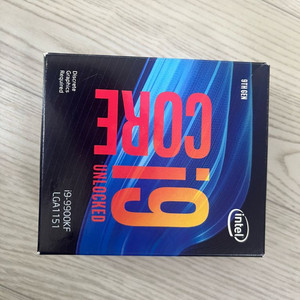 9TH GEN
intel
CORE
i9
UNLOCKED
Discrete
Graphics
Required
i9-9900KF
LGA1151